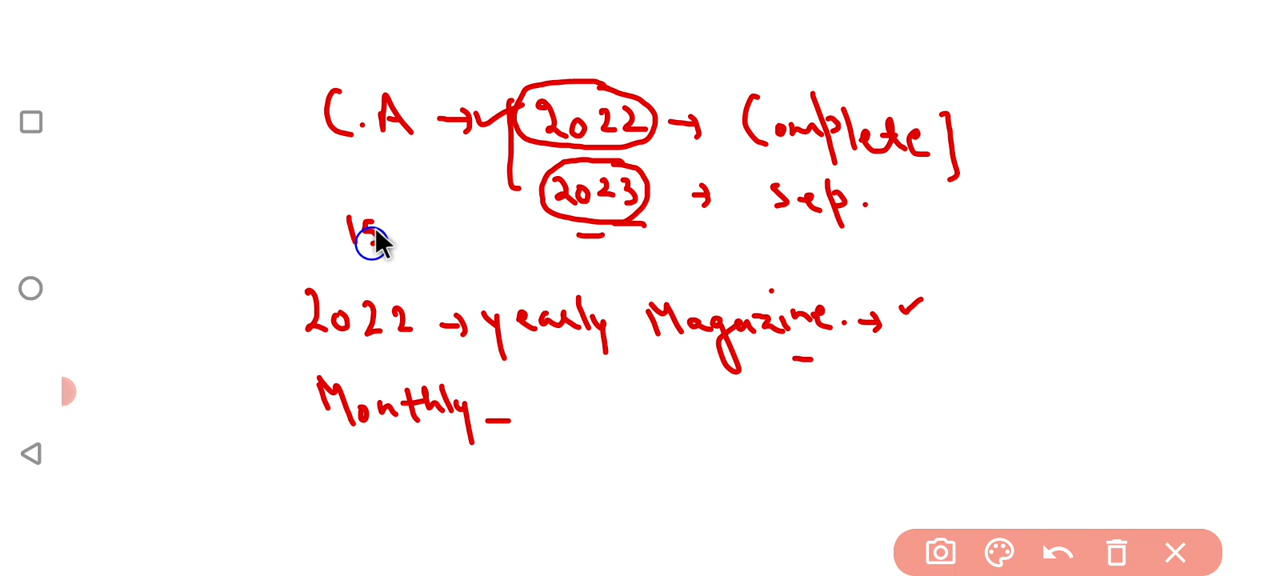 C.A → ✓ 2022 → Complete]
2023 → Sep.
2022 → yearly Magazine. → ✓
Monthly –